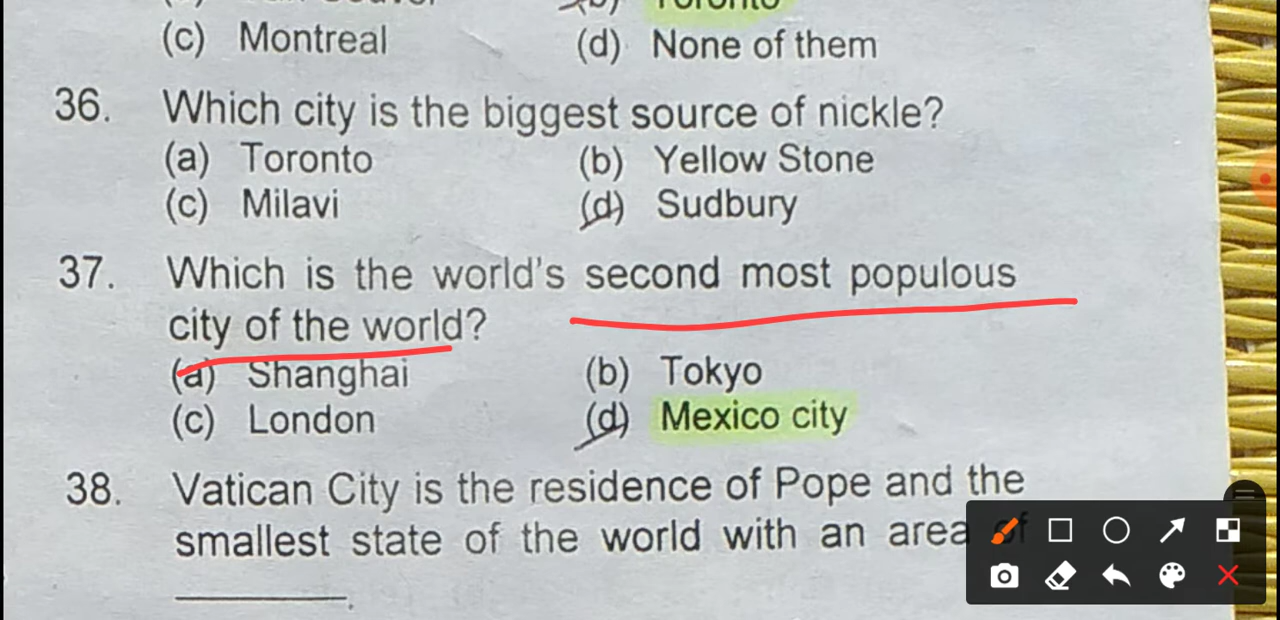 Toronto
(c) Montreal (d) None of them
36. Which city is the biggest source of nickle?
(a) Toronto (b) Yellow Stone
(c) Milavi (d) Sudbury
37. Which is the world's second most populous
city of the world?
(a) Shanghai (b) Tokyo
(c) London (d) Mexico city
38. Vatican City is the residence of Pope and the
smallest state of the world with an area of